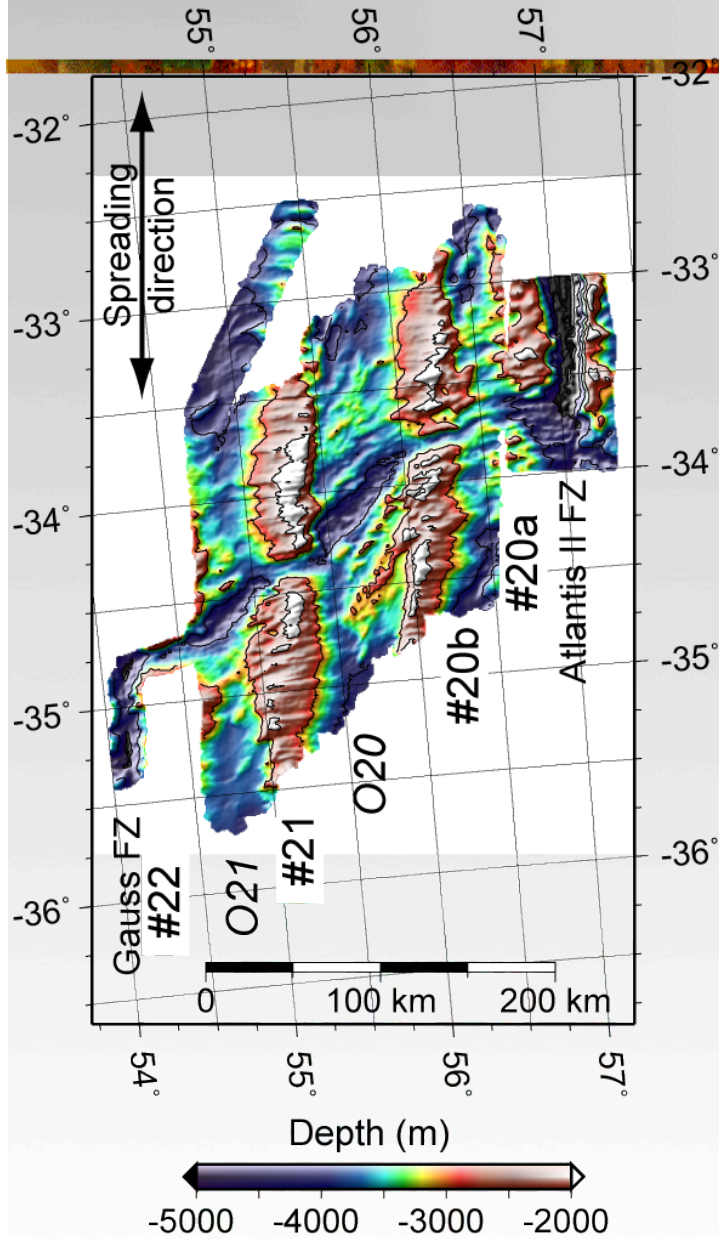 55° 56° 57°
-32° -32°
Spreading
direction
-33° -33°
-34° -34°
Atlantis II FZ
#20a
#20b
-35° -35°
O20
#21
O21
#22
Gauss FZ
-36° -36°
0 100 km 200 km
54° 55° 56° 57°
Depth (m)
-5000 -4000 -3000 -2000